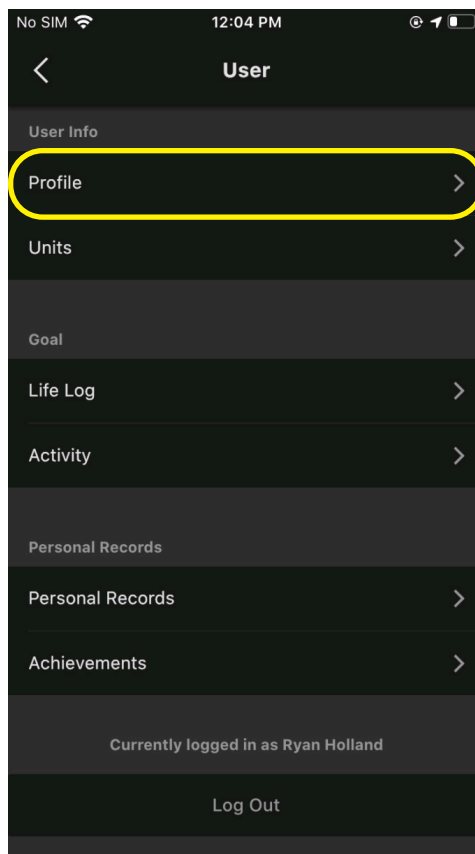 No SIM 12:04 PM
User
User Info
Profile
Units
Goal
Life Log
Activity
Personal Records
Personal Records
Achievements
Currently logged in as Ryan Holland
Log Out